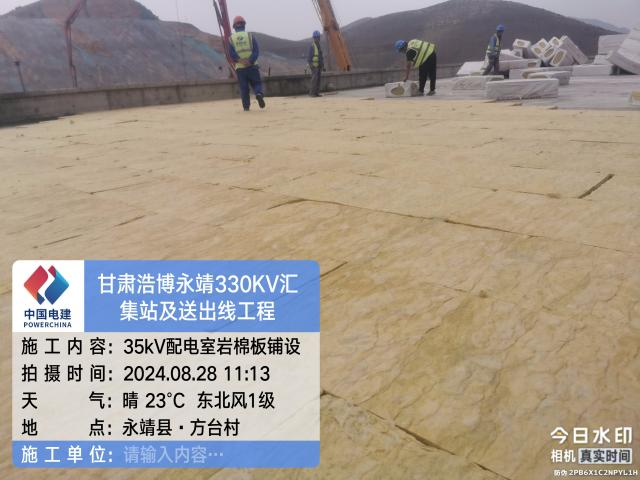 中国电建
POWERCHINA
甘肃浩博永靖330KV汇
集站及送出线工程
施工内容：35kV配电室岩棉板铺设
拍摄时间：2024.08.28 11:13
天气：晴 23℃ 东北风1级
地点：永靖县·方台村
施工单位：请输入内容…
今日水印
相机 真实时间
防伪 2PB6X1C2NPYL1H